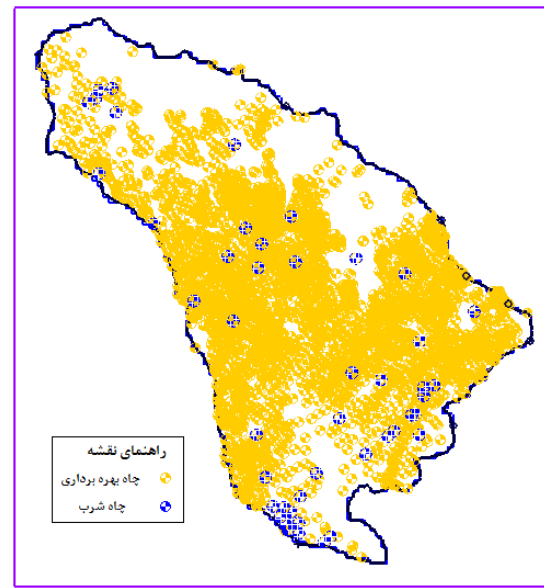 راهنمای نقشه
چاه بهره برداری
چاه شرب